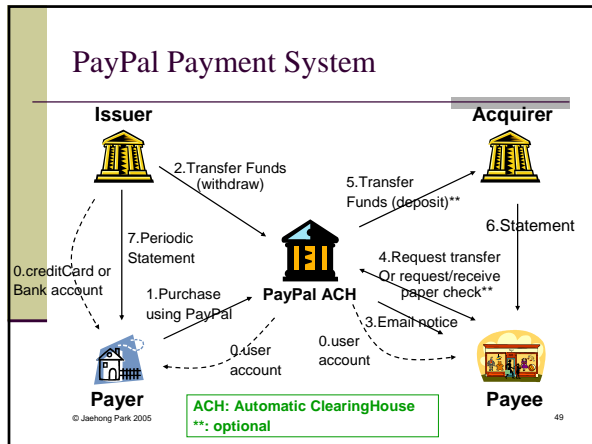 PayPal Payment System
Issuer
Acquirer
2.Transfer Funds
(withdraw)
5.Transfer
Funds (deposit)**
7.Periodic
Statement
6.Statement
0.creditCard or
Bank account
4.Request transfer
Or request/receive
paper check**
1.Purchase
using PayPal
PayPal ACH
3.Email notice
0.user
account
0.user
account
Payer
Payee
© Jaehong Park 2005
ACH: Automatic ClearingHouse
**: optional
49